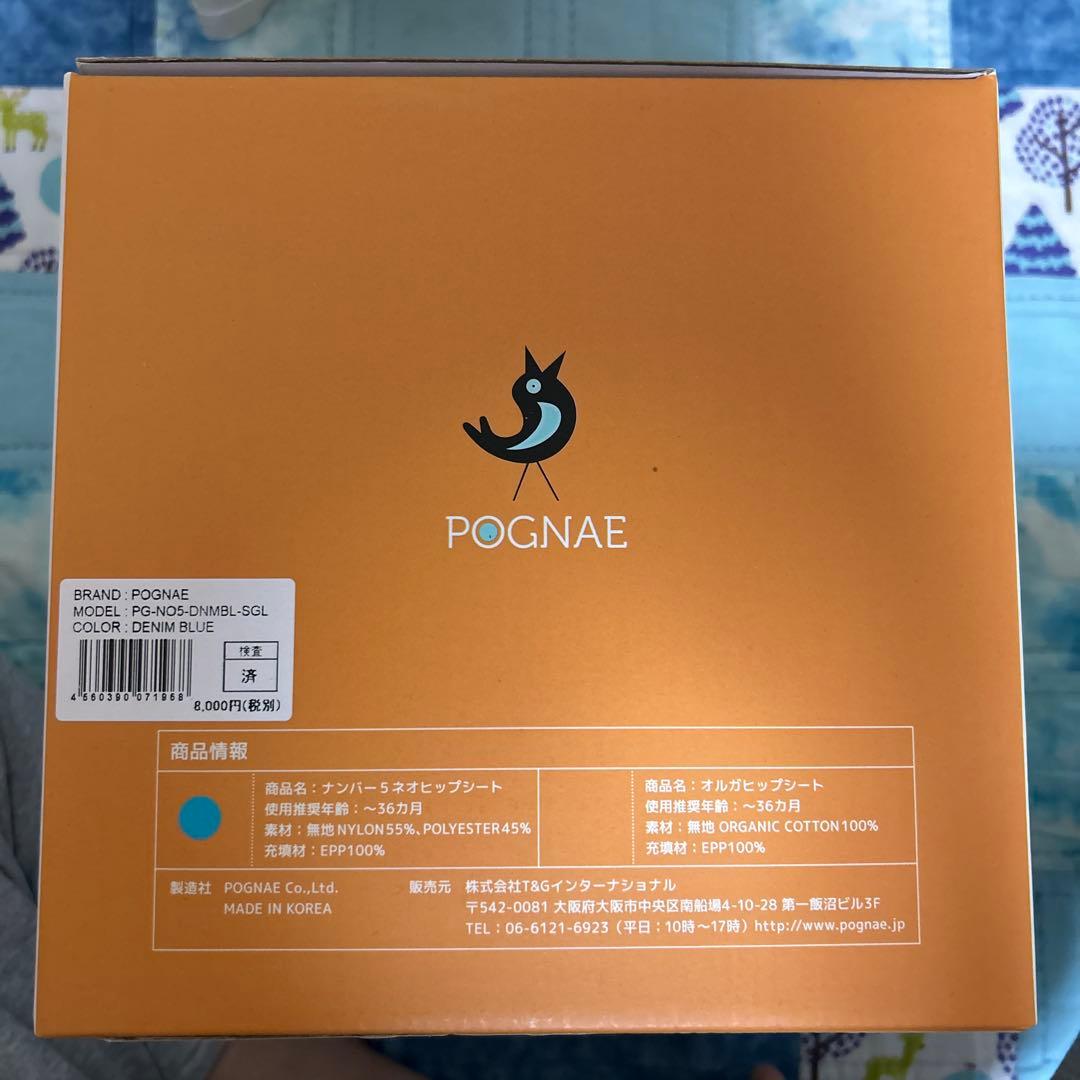 POGNAE
BRAND : POGNAE
MODEL : PG-NO5-DNMBL-SGL
COLOR : DENIM BLUE
検査
済
4 560390 071968
8,000円(税別)
商品情報
商品名：ナンバー5ネオヒップシート
使用推奨年齢：～36カ月
素材：無地NYLON55%、POLYESTER45%
充填材：EPP100%
商品名：オルガヒップシート
使用推奨年齢：～36カ月
素材：無地 ORGANIC COTTON100%
充填材：EPP100%
製造社 POGNAE Co.,Ltd.
MADE IN KOREA
販売元 株式会社T&Gインターナショナル
〒542-0081 大阪府大阪市中央区南船場4-10-28 第一飯沼ビル3F
TEL：06-6121-6923（平日：10時～17時）http://www.pognae.jp